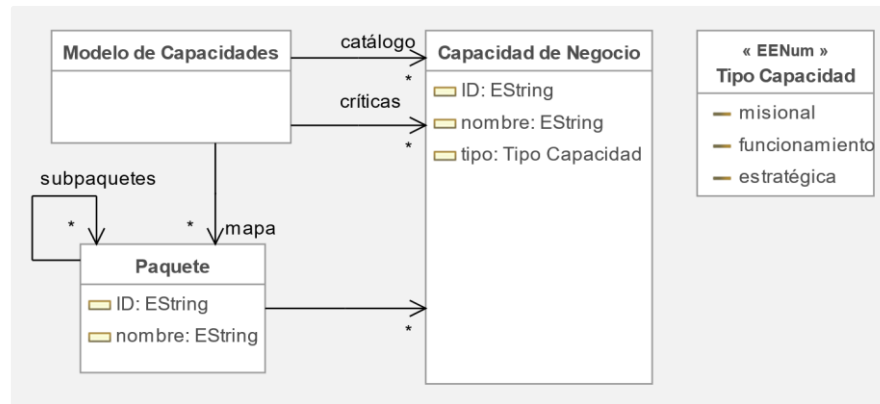 Modelo de Capacidades
catálogo
*
críticas
*
Capacidad de Negocio
ID: EString
nombre: EString
tipo: Tipo Capacidad
« EENum »
Tipo Capacidad
misional
funcionamiento
estratégica
subpaquetes
*
* mapa
Paquete
ID: EString
nombre: EString
*